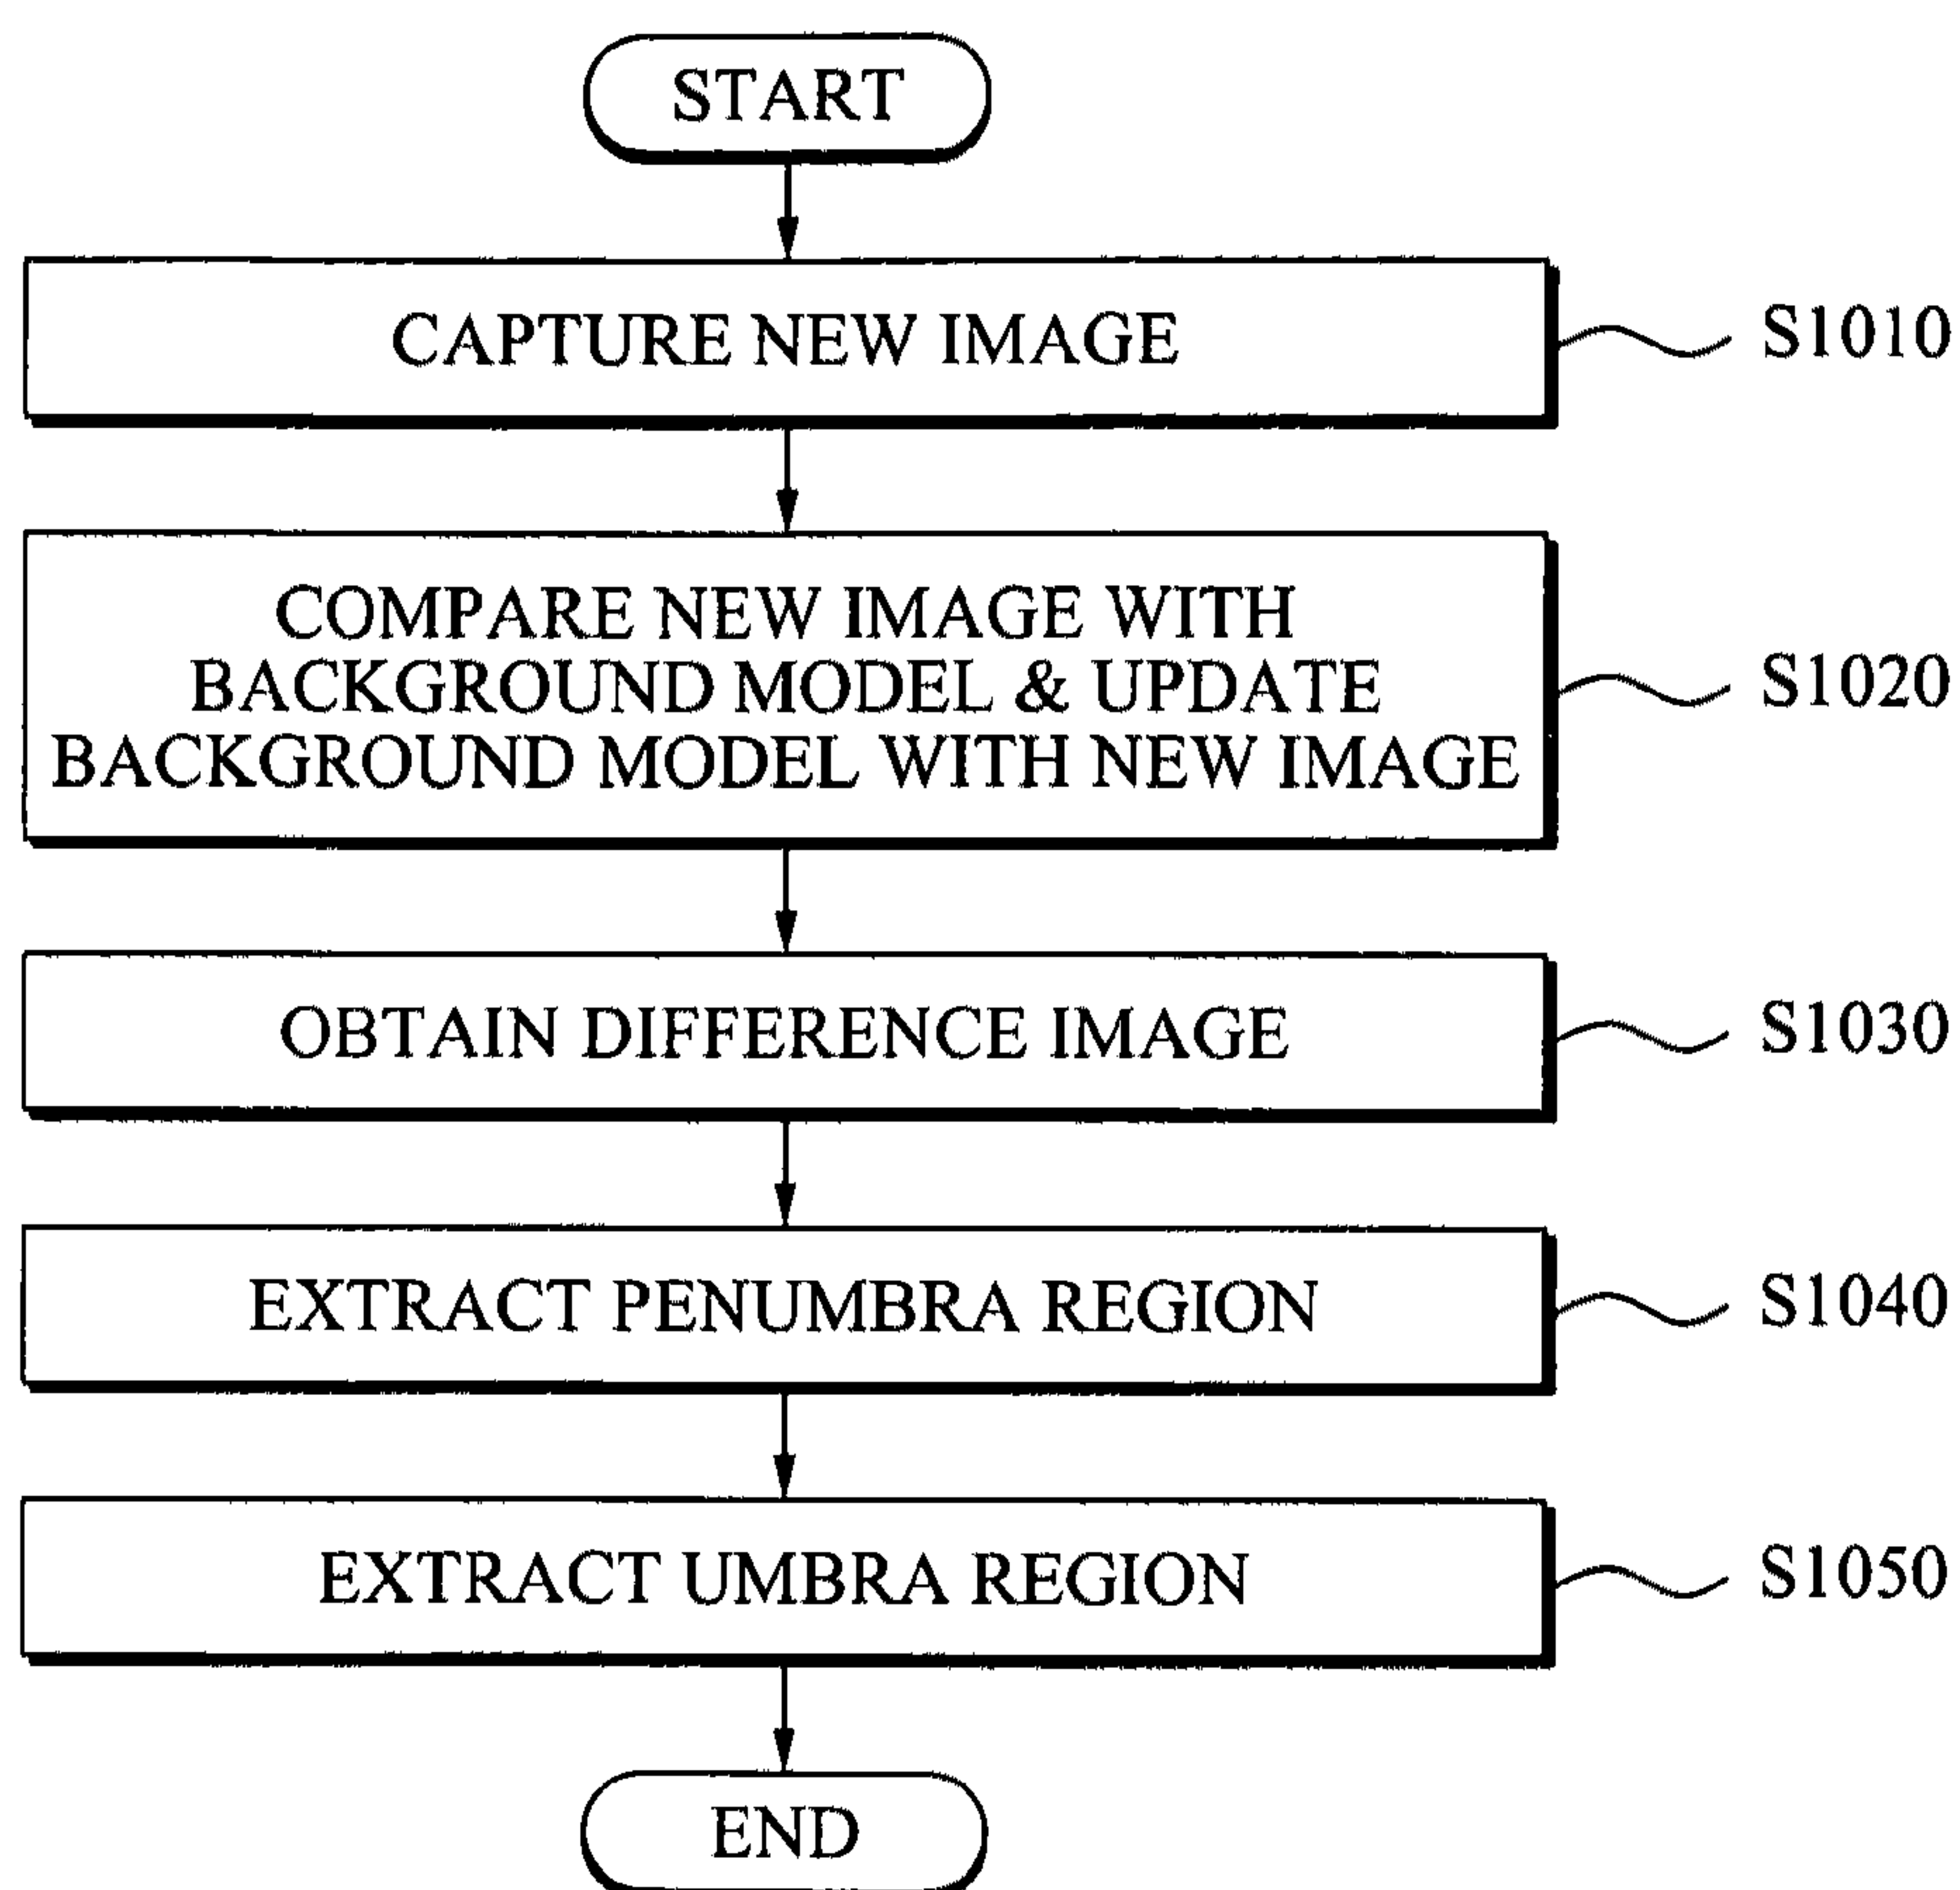 START
CAPTURE NEW IMAGE
S1010
COMPARE NEW IMAGE WITH
BACKGROUND MODEL & UPDATE
BACKGROUND MODEL WITH NEW IMAGE
S1020
OBTAIN DIFFERENCE IMAGE
S1030
EXTRACT PENUMBRA REGION
S1040
EXTRACT UMBRA REGION
S1050
END